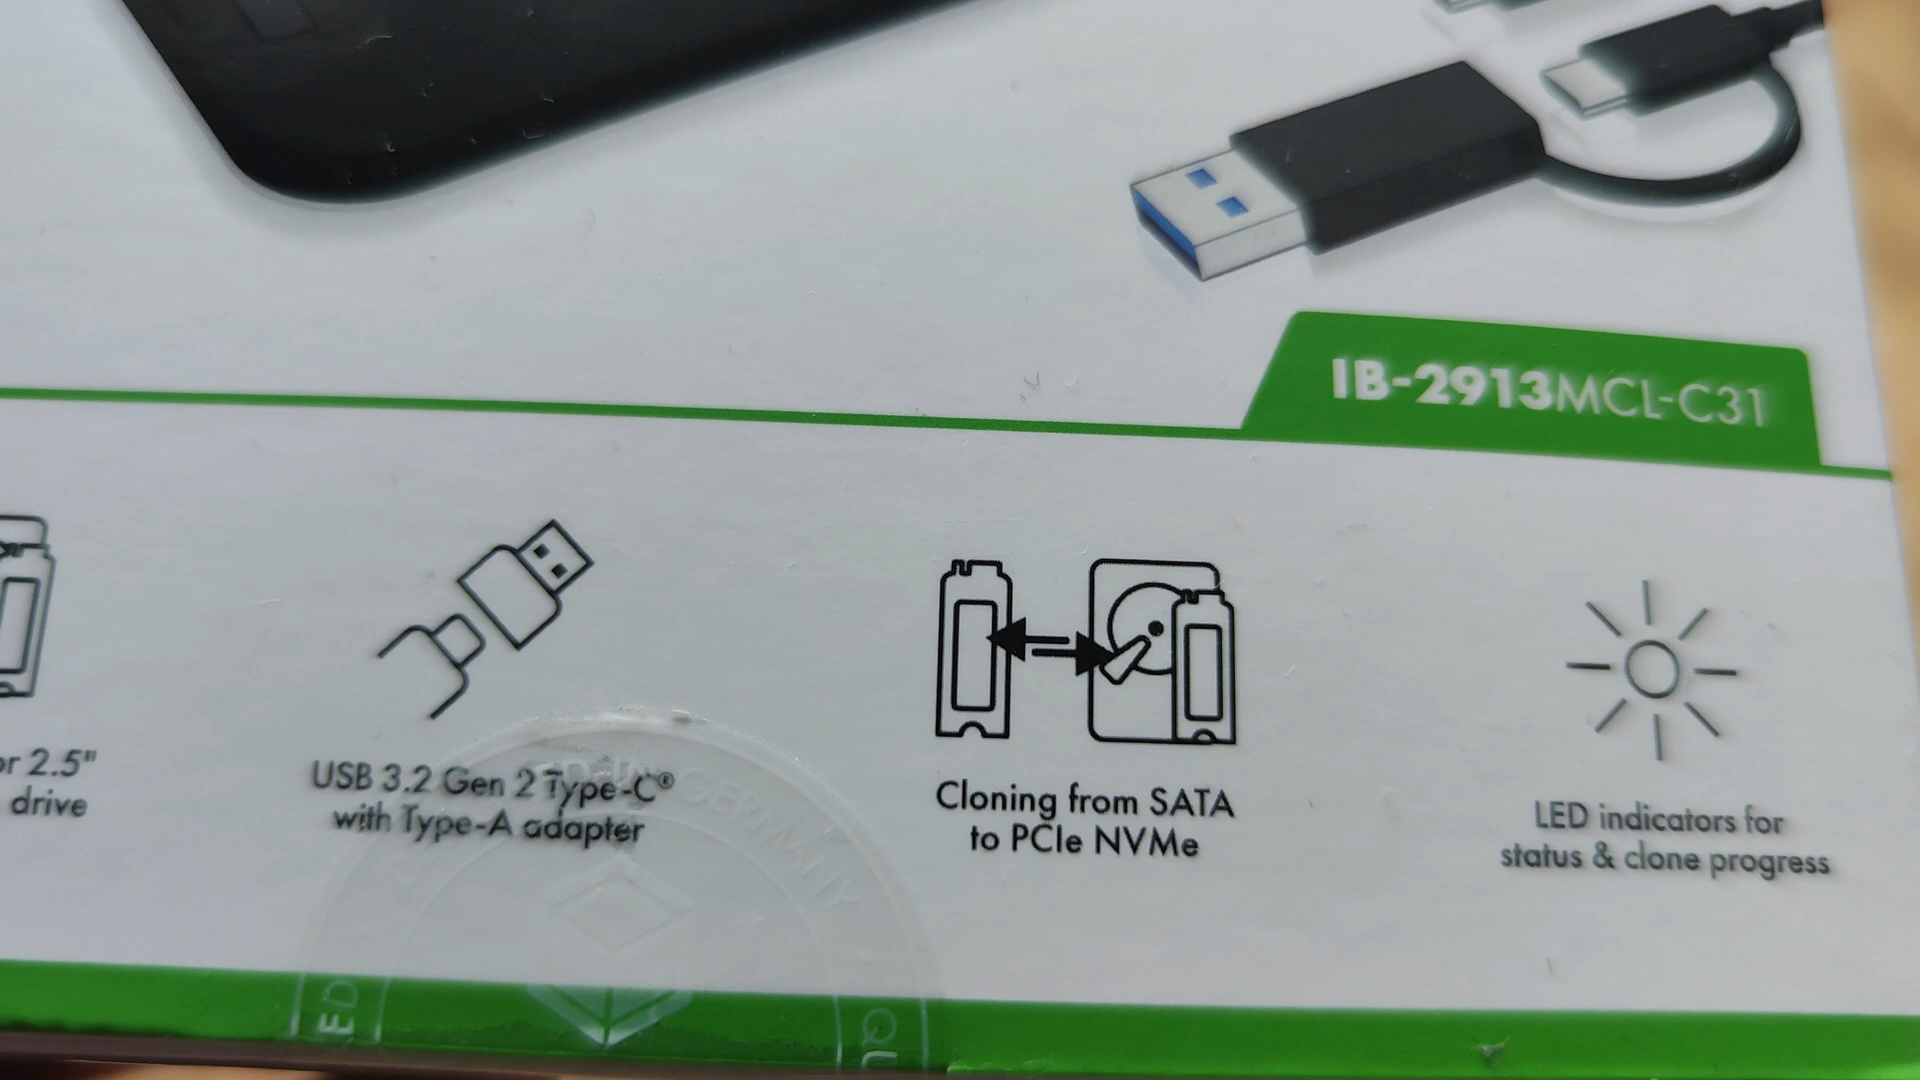 IB-2913MCL-C31
2.5"
drive
USB 3.2 Gen 2 Type-C®
with Type-A adapter
Cloning from SATA
to PCIe NVMe
LED indicators for
status & clone progress
GERMANY